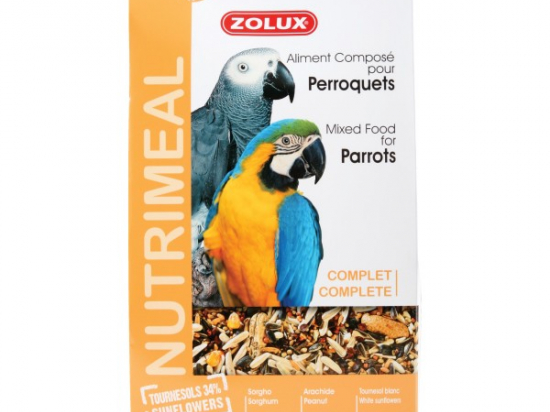 ZOLUX
Aliment Composé
pour
Perroquets
Mixed Food
for
Parrots
NUTRIMEAL
COMPLET
COMPLETE
TOURNESOLS 34%
SUNFLOWERS
Sorgho
Sorghum
Arachide
Peanut
Tournesol blanc
White sunflowers